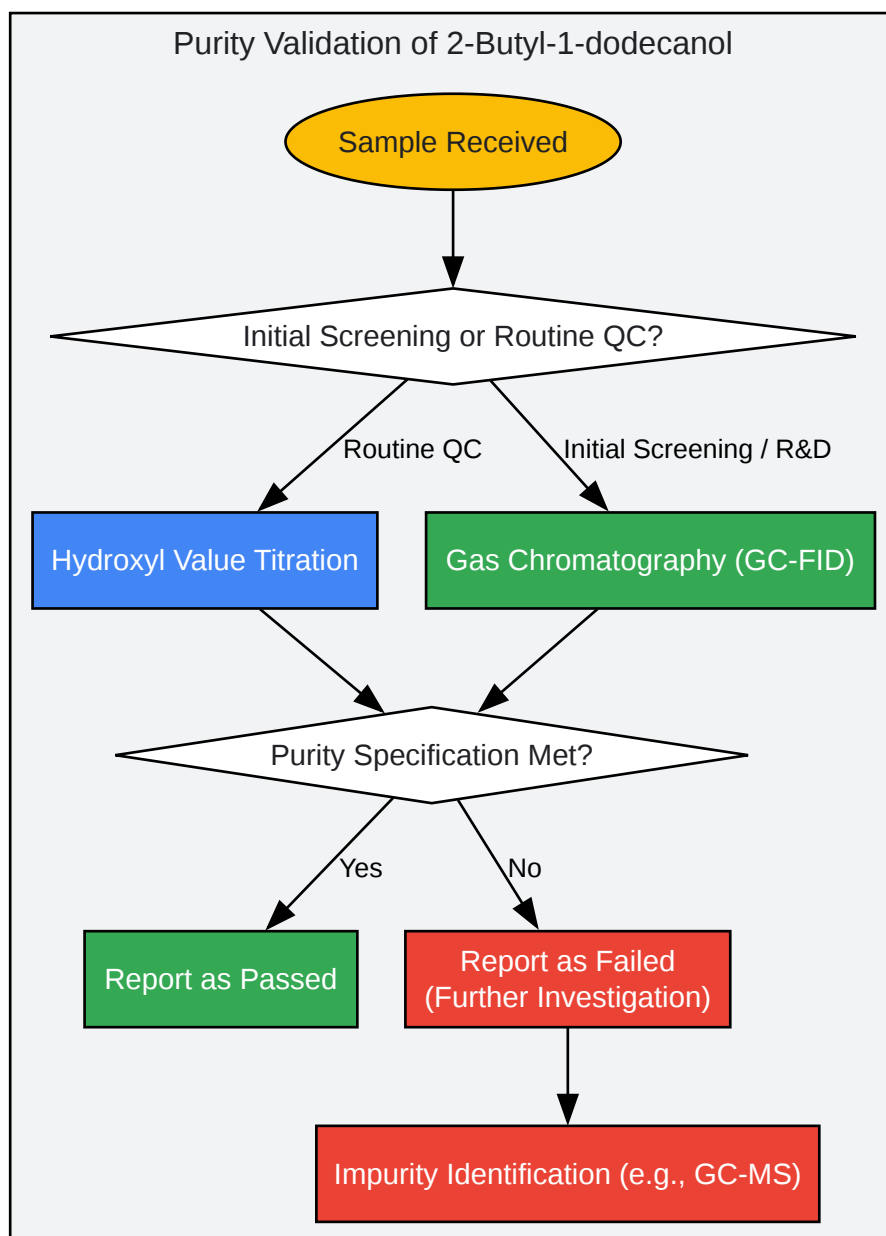 Purity Validation of 2-Butyl-1-dodecanol
Sample Received
Initial Screening or Routine QC?
Routine QC
Initial Screening / R&D
Hydroxyl Value Titration
Gas Chromatography (GC-FID)
Purity Specification Met?
Yes
No
Report as Passed
Report as Failed
(Further Investigation)
Impurity Identification (e.g., GC-MS)